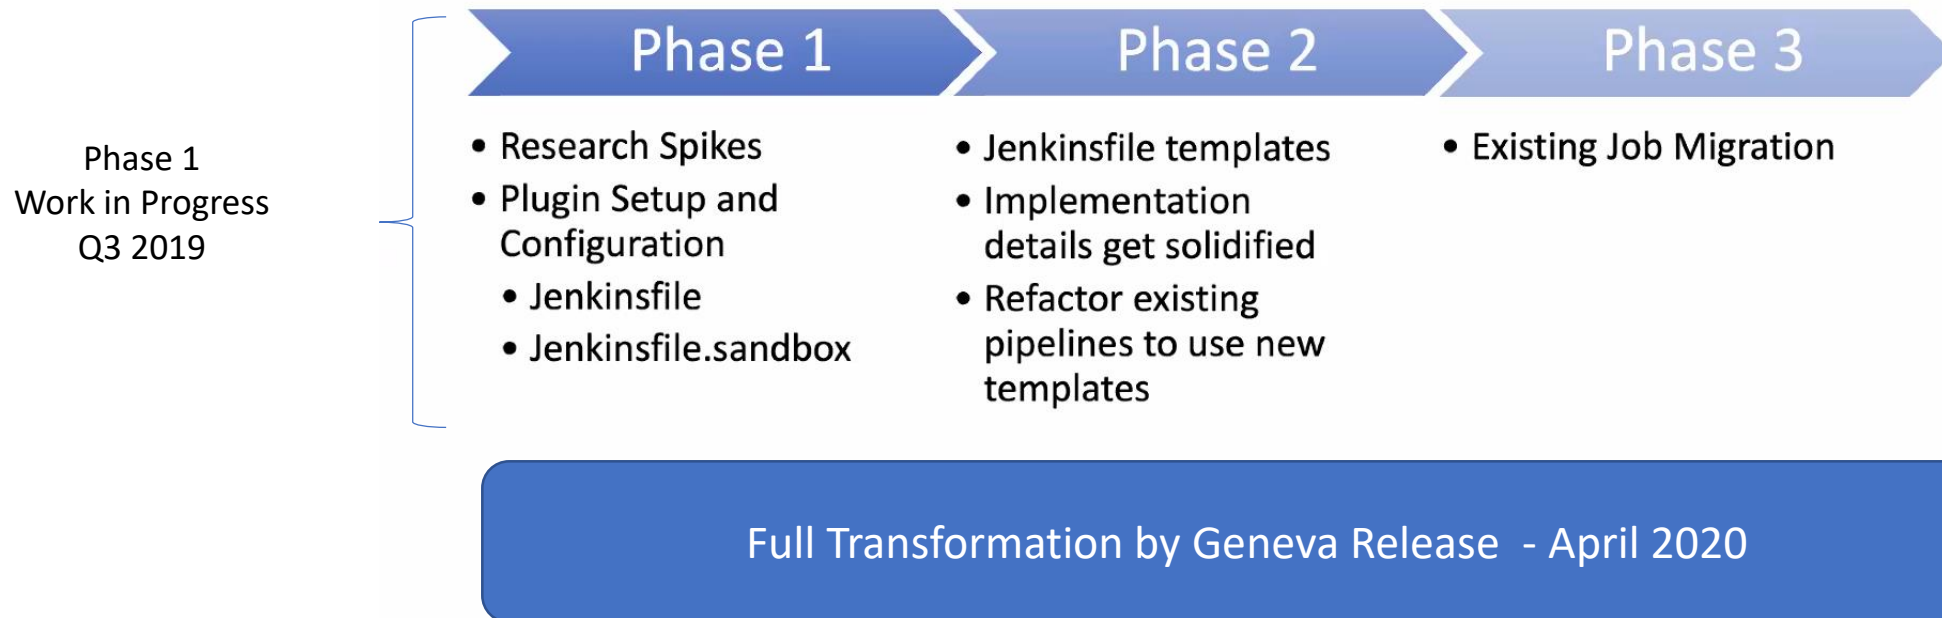 Phase 1
Work in Progress
Q3 2019
Phase 1
• Research Spikes
• Plugin Setup and
Configuration
• Jenkinsfile
• Jenkinsfile.sandbox
Phase 2
• Jenkinsfile templates
• Implementation
details get solidified
• Refactor existing
pipelines to use new
templates
Phase 3
• Existing Job Migration
Full Transformation by Geneva Release - April 2020